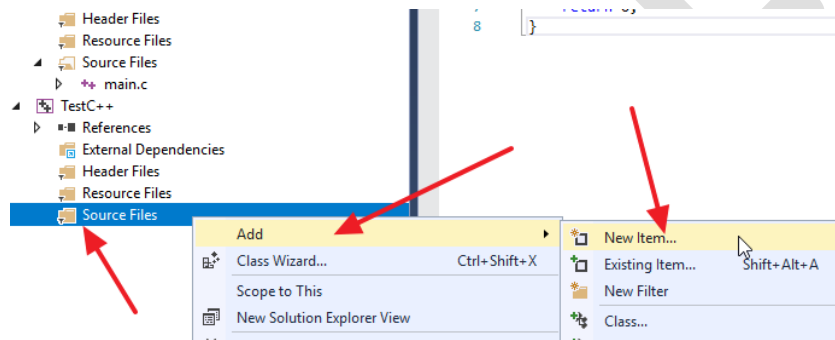 Header Files
Resource Files
Source Files
main.c
TestC++
References
External Dependencies
Header Files
Resource Files
Source Files
8 }
Add
Class Wizard... Ctrl+Shift+X
Scope to This
New Solution Explorer View
New Item...
Existing Item... Shift+Alt+A
New Filter
Class...